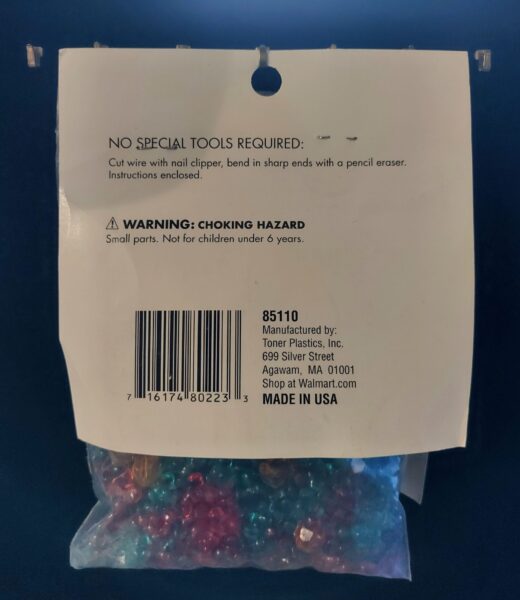 NO SPECIAL TOOLS REQUIRED:
Cut wire with nail clipper, bend in sharp ends with a pencil eraser.
Instructions enclosed.
⚠ WARNING: CHOKING HAZARD
Small parts. Not for children under 6 years.
85110
Manufactured by:
Toner Plastics, Inc.
699 Silver Street
Agawam, MA 01001
Shop at Walmart.com
MADE IN USA
7 16174 80223 3